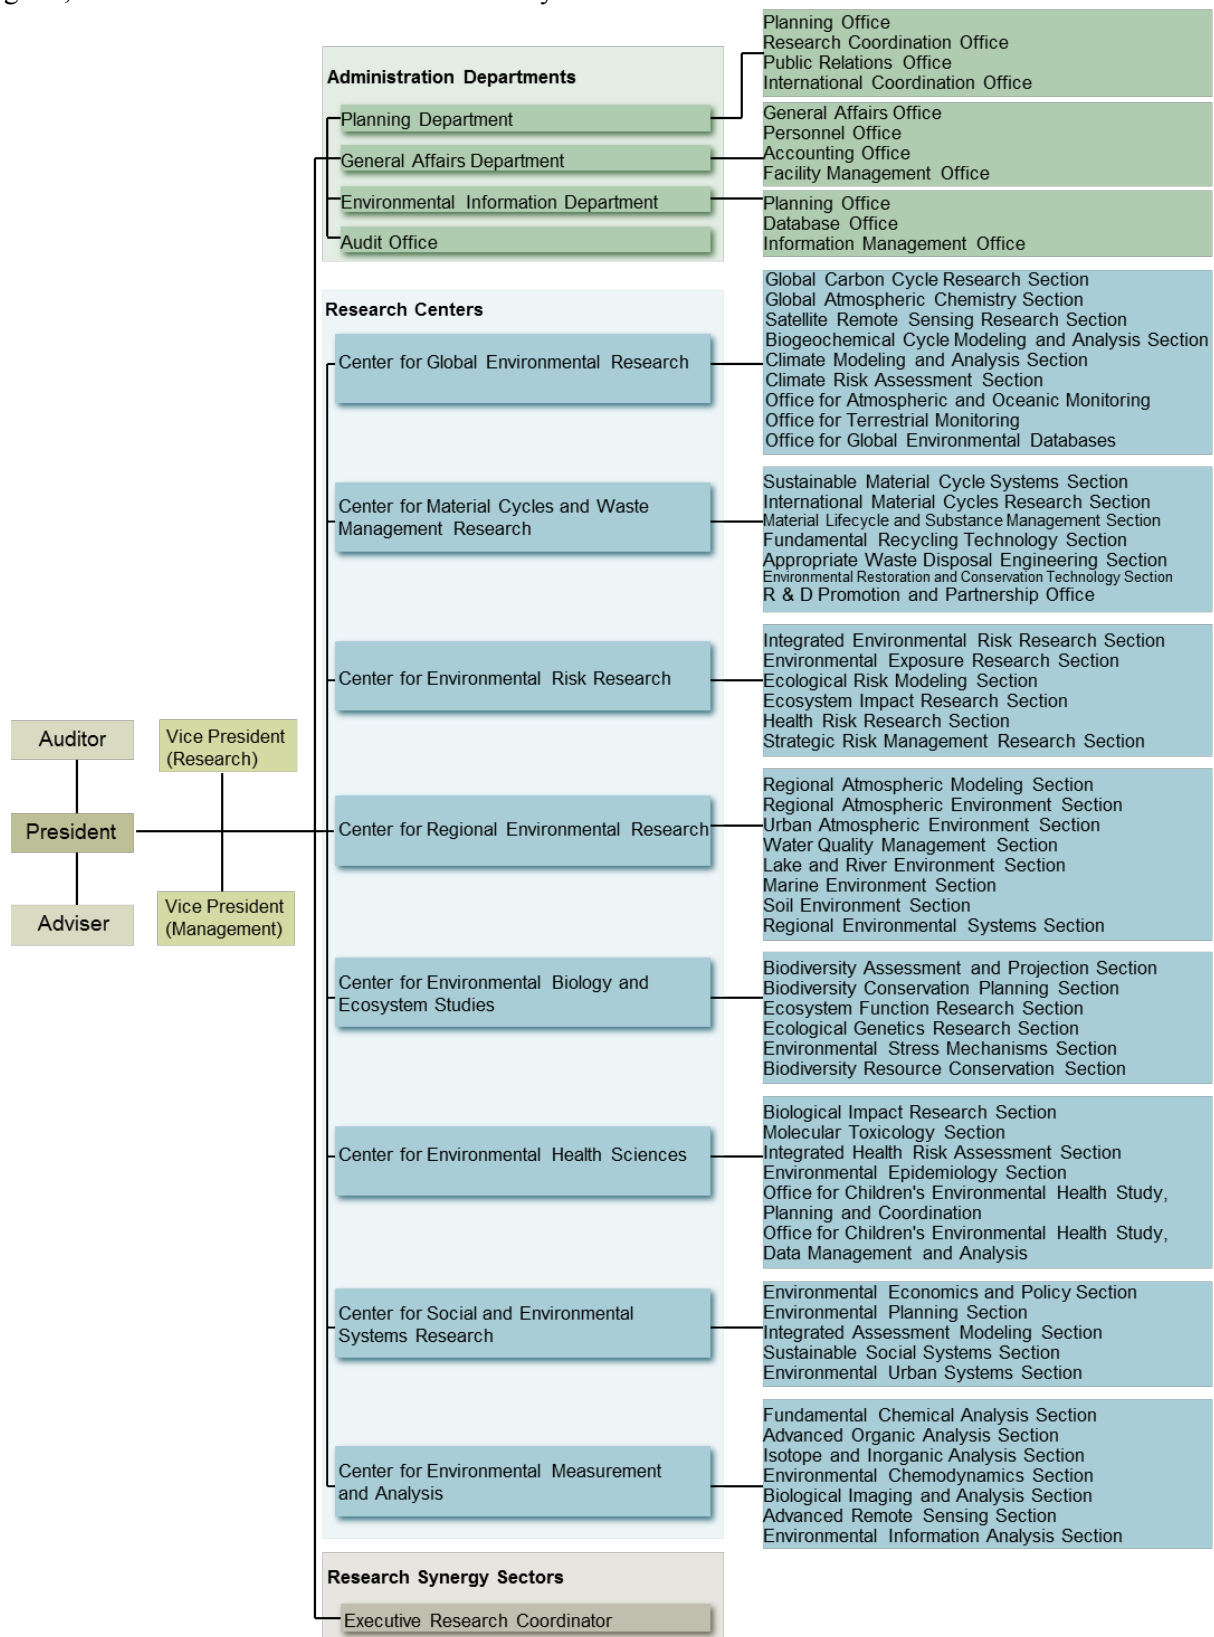 Planning Office
Research Coordination Office
Public Relations Office
International Coordination Office
Administration Departments
Planning Department
General Affairs Office
Personnel Office
Accounting Office
Facility Management Office
General Affairs Department
Environmental Information Department
Planning Office
Database Office
Information Management Office
Audit Office
Research Centers
Global Carbon Cycle Research Section
Global Atmospheric Chemistry Section
Satellite Remote Sensing Research Section
Biogeochemical Cycle Modeling and Analysis Section
Climate Modeling and Analysis Section
Climate Risk Assessment Section
Office for Atmospheric and Oceanic Monitoring
Office for Terrestrial Monitoring
Office for Global Environmental Databases
Center for Global Environmental Research
Center for Material Cycles and Waste
Management Research
Sustainable Material Cycle Systems Section
International Material Cycles Research Section
Material Lifecycle and Substance Management Section
Fundamental Recycling Technology Section
Appropriate Waste Disposal Engineering Section
Environmental Restoration and Conservation Technology Section
R & D Promotion and Partnership Office
Center for Environmental Risk Research
Integrated Environmental Risk Research Section
Environmental Exposure Research Section
Ecological Risk Modeling Section
Ecosystem Impact Research Section
Health Risk Research Section
Strategic Risk Management Research Section
Auditor
Vice President
(Research)
President
Adviser
Vice President
(Management)
Center for Regional Environmental Research
Regional Atmospheric Modeling Section
Regional Atmospheric Environment Section
Urban Atmospheric Environment Section
Water Quality Management Section
Lake and River Environment Section
Marine Environment Section
Soil Environment Section
Regional Environmental Systems Section
Center for Environmental Biology and
Ecosystem Studies
Biodiversity Assessment and Projection Section
Biodiversity Conservation Planning Section
Ecosystem Function Research Section
Ecological Genetics Research Section
Environmental Stress Mechanisms Section
Biodiversity Resource Conservation Section
Center for Environmental Health Sciences
Biological Impact Research Section
Molecular Toxicology Section
Integrated Health Risk Assessment Section
Environmental Epidemiology Section
Office for Children's Environmental Health Study,
Planning and Coordination
Office for Children's Environmental Health Study,
Data Management and Analysis
Center for Social and Environmental
Systems Research
Environmental Economics and Policy Section
Environmental Planning Section
Integrated Assessment Modeling Section
Sustainable Social Systems Section
Environmental Urban Systems Section
Center for Environmental Measurement
and Analysis
Fundamental Chemical Analysis Section
Advanced Organic Analysis Section
Isotope and Inorganic Analysis Section
Environmental Chemodynamics Section
Biological Imaging and Analysis Section
Advanced Remote Sensing Section
Environmental Information Analysis Section
Research Synergy Sectors
Executive Research Coordinator